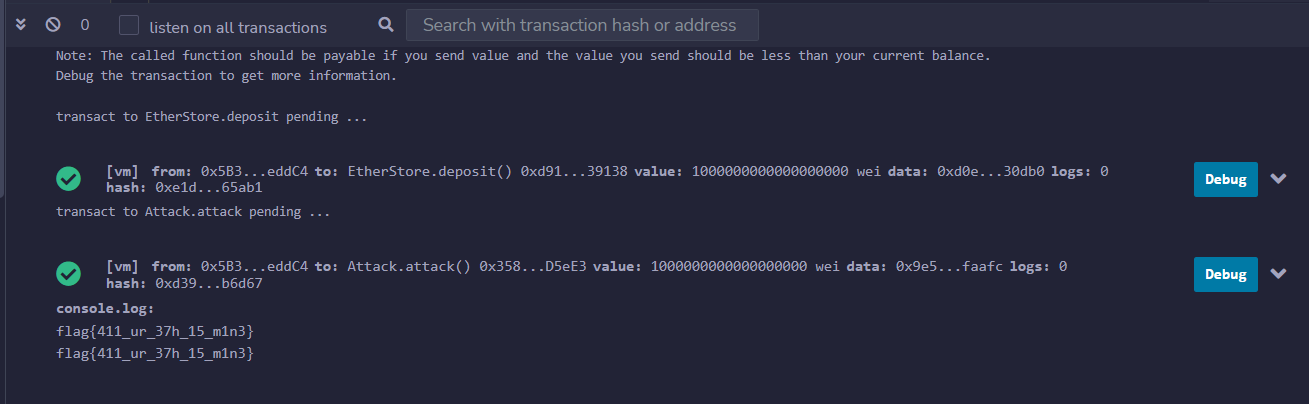 0 listen on all transactions Search with transaction hash or address
Note: The called function should be payable if you send value and the value you send should be less than your current balance.
Debug the transaction to get more information.
transact to EtherStore.deposit pending ...
[vm] from: 0x5B3...eddC4 to: EtherStore.deposit() 0xd91...39138 value: 1000000000000000000 wei data: 0xd0e...30db0 logs: 0 Debug
hash: 0xe1d...65ab1
transact to Attack.attack pending ...
[vm] from: 0x5B3...eddC4 to: Attack.attack() 0x358...D5eE3 value: 1000000000000000000 wei data: 0x9e5...faafc logs: 0 Debug
hash: 0xd39...b6d67
console.log:
flag{411_ur_37h_15_m1n3}
flag{411_ur_37h_15_m1n3}